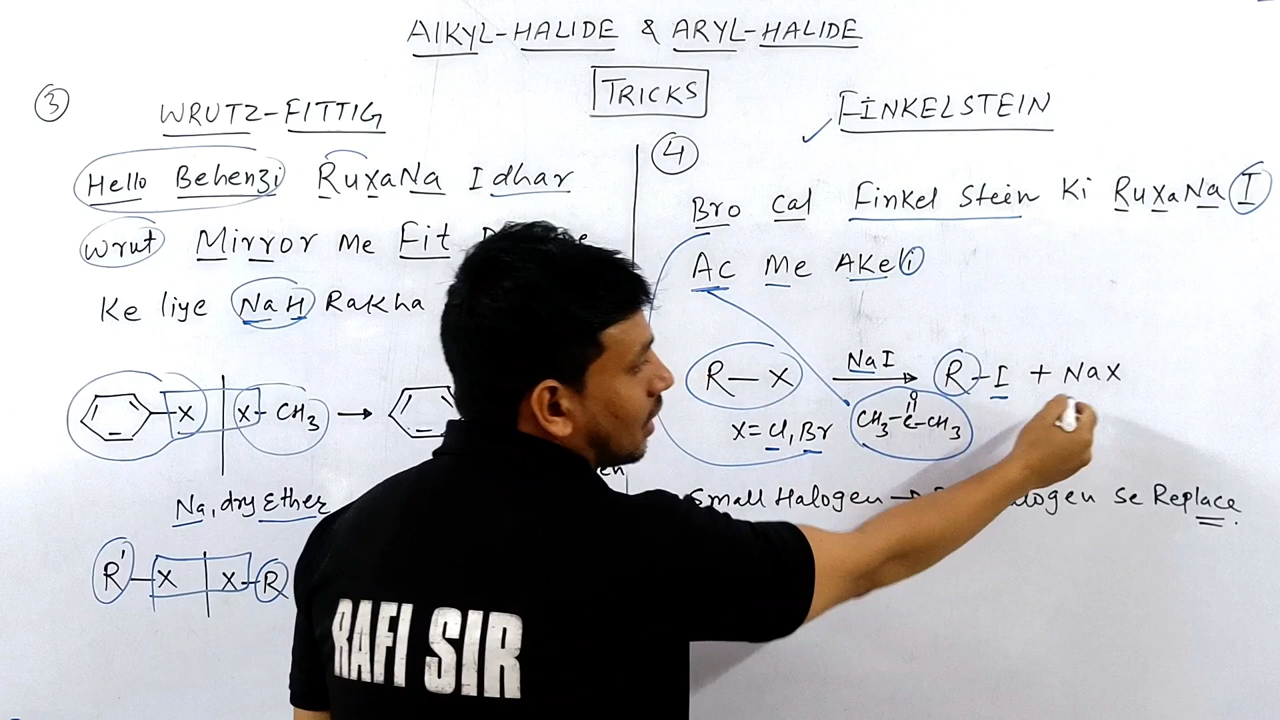 AlKYL-HALIDE & ARYL-HALIDE
TRICKS
③
WRUTZ-FITTIG
Hello Behenzi RuxaNa Idhar
Wrut Mirror Me Fit
Ke liye NaH Rakha
X X-CH₃ →
Na, dry Ether
R'-X X-R
FINKELSTEIN
④
Bro Cal Finkel Stein Ki RuxaNa I
Ac Me AKeli
R-X NaI → R-I + NaX
X = Cl, Br CH₃-C-CH₃
O
Small Halogen → Halogen se Replace.
RAFI SIR